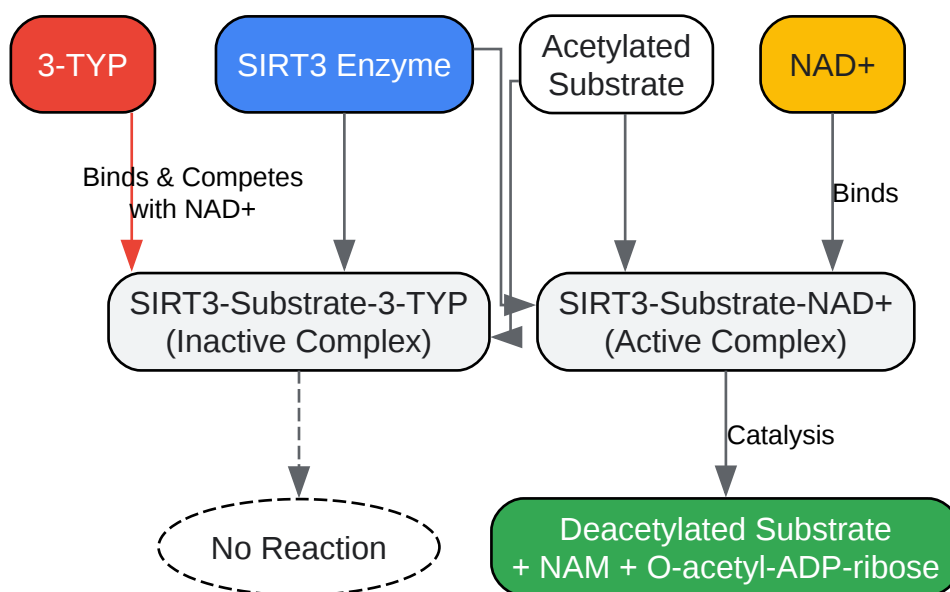 3-TYP
SIRT3 Enzyme
Acetylated
Substrate
NAD+
Binds & Competes
with NAD+
Binds
SIRT3-Substrate-3-TYP
(Inactive Complex)
SIRT3-Substrate-NAD+
(Active Complex)
Catalysis
No Reaction
Deacetylated Substrate
+ NAM + O-acetyl-ADP-ribose